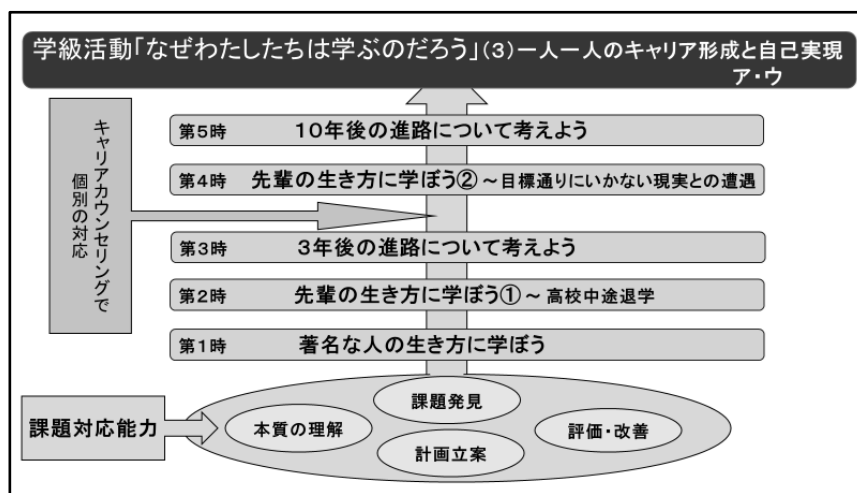 学級活動「なぜわたしたちは学ぶのだろう」(3)一人一人のキャリア形成と自己実現
ア・ウ
キャリアカウンセリングで
個別の対応
第5時 10年後の進路について考えよう
第4時 先輩の生き方に学ぼう② ~目標通りにいかない現実との遭遇
第3時 3年後の進路について考えよう
第2時 先輩の生き方に学ぼう①~ 高校中途退学
第1時 著名な人の生き方に学ぼう
課題対応能力
課題発見
本質の理解
評価・改善
計画立案